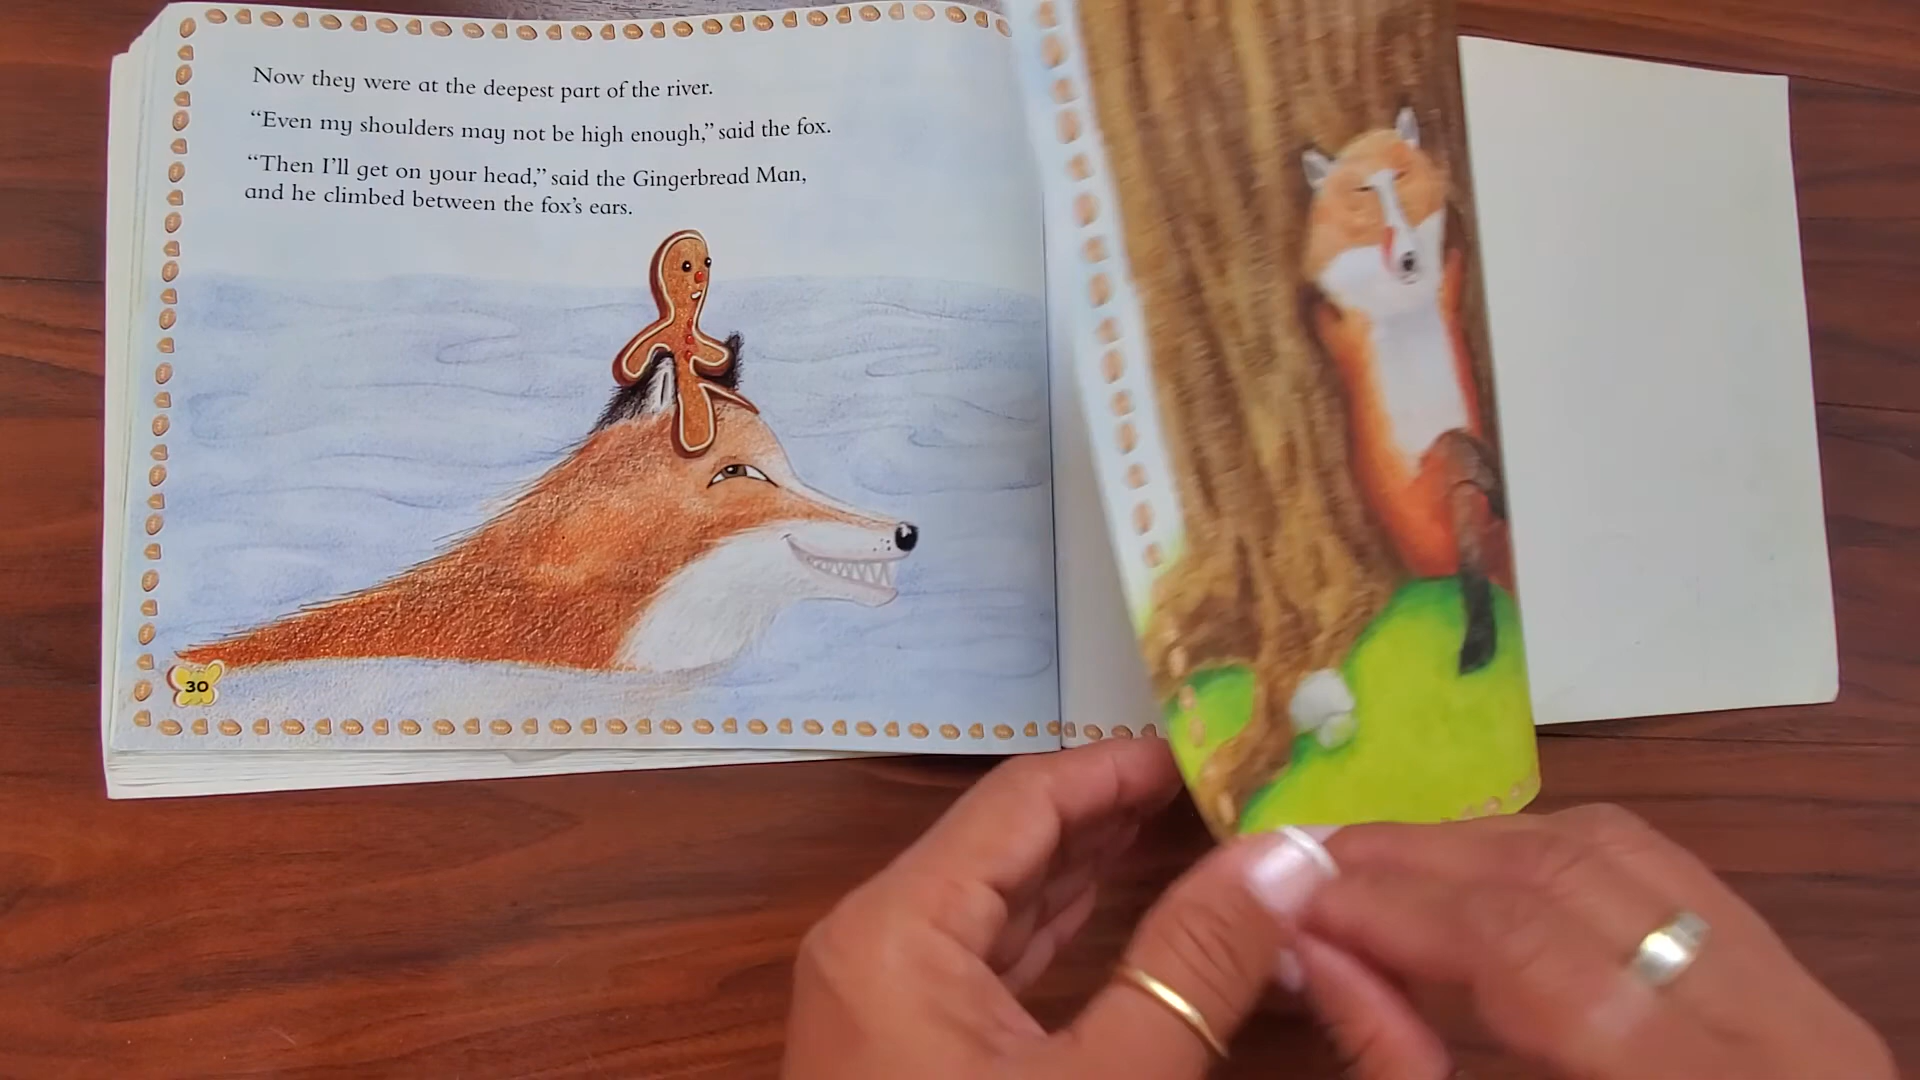 Now they were at the deepest part of the river.
“Even my shoulders may not be high enough,” said the fox.
“Then I’ll get on your head,” said the Gingerbread Man,
and he climbed between the fox’s ears.
30